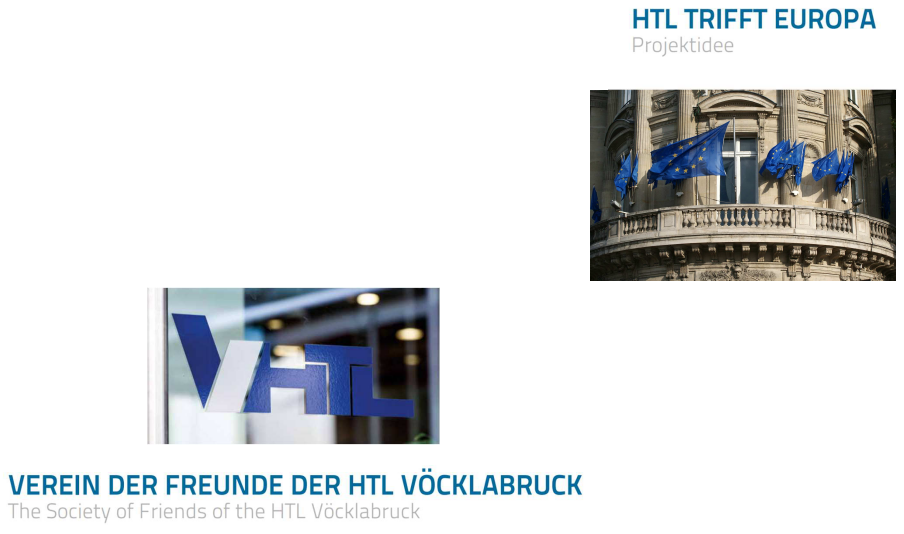 HTL TRIFFT EUROPA
Projektidee
VHTL
VEREIN DER FREUNDE DER HTL VÖCKLABRUCK
The Society of Friends of the HTL Vöcklabruck